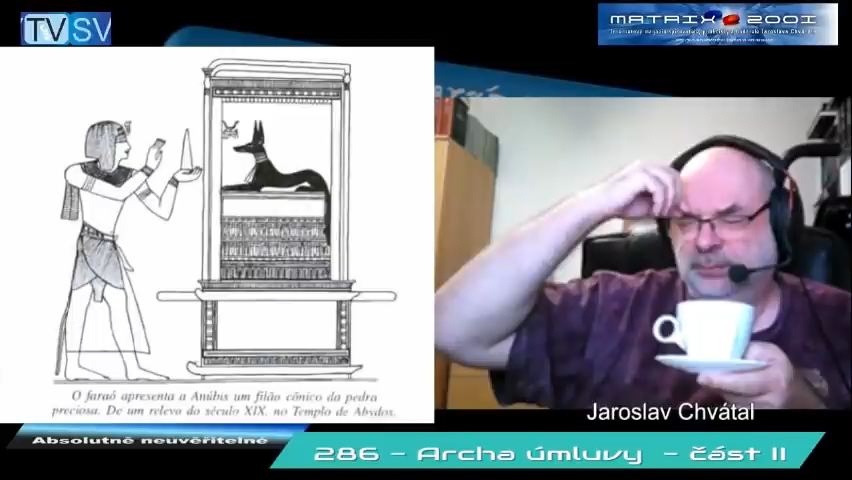 TVSV
MATRIX 2001
O faraó apresenta a Anúbis um filão cônico da pedra
preciosa. De um relevo do século XIX, no Templo de Abydos.
Jaroslav Chvátal
Absolutně neuvěřitelné
286 - Archa úmluvy - část II